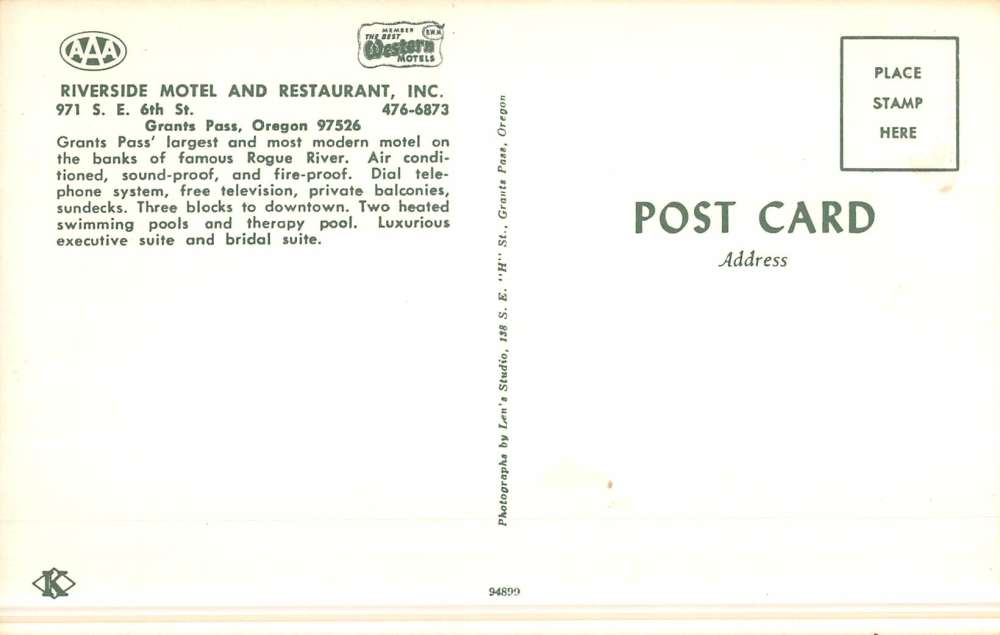 AAA
MEMBER
THE BEST B.W.M.
Western
MOTELS
RIVERSIDE MOTEL AND RESTAURANT, INC.
971 S. E. 6th St. 476-6873
Grants Pass, Oregon 97526
Grants Pass' largest and most modern motel on
the banks of famous Rogue River. Air condi-
tioned, sound-proof, and fire-proof. Dial tele-
phone system, free television, private balconies,
sundecks. Three blocks to downtown. Two heated
swimming pools and therapy pool. Luxurious
executive suite and bridal suite.
Photographs by Len's Studio, 138 S. E. "H" St., Grants Pass, Oregon
PLACE
STAMP
HERE
POST CARD
Address
K
94899